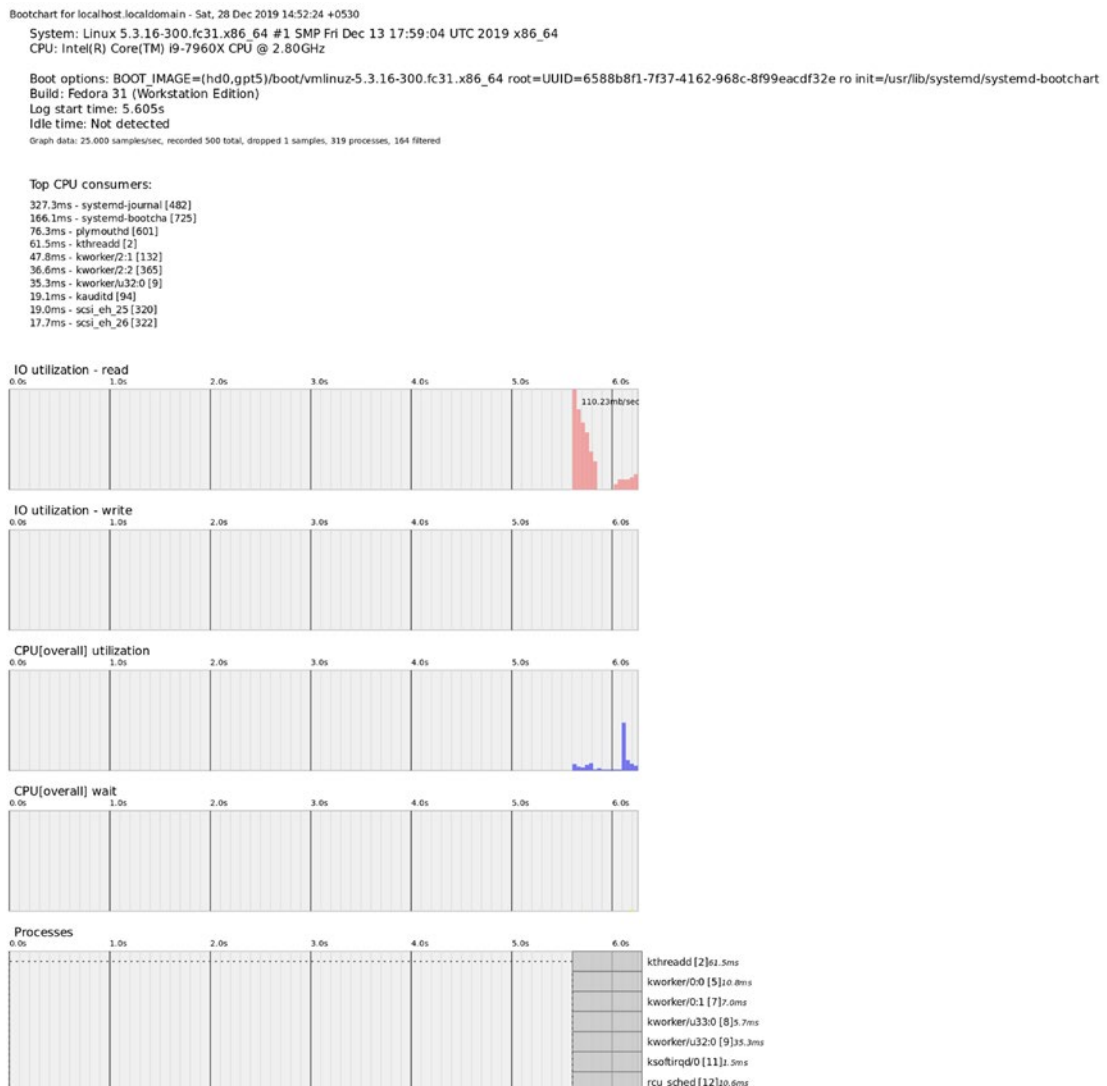 Bootchart for localhost.localdomain - Sat, 28 Dec 2019 14:52:24 +0530
System: Linux 5.3.16-300.fc31.x86_64 #1 SMP Fri Dec 13 17:59:04 UTC 2019 x86_64
CPU: Intel(R) Core(TM) i9-7960X CPU @ 2.80GHz
Boot options: BOOT_IMAGE=(hd0,gpt5)/boot/vmlinuz-5.3.16-300.fc31.x86_64 root=UUID=6588b8f1-7f37-4162-968c-8f99eacdf32e ro init=/usr/lib/systemd/systemd-bootchart
Build: Fedora 31 (Workstation Edition)
Log start time: 5.605s
Idle time: Not detected
Graph data: 25.000 samples/sec, recorded 500 total, dropped 1 samples, 319 processes, 164 filtered
Top CPU consumers:
327.3ms - systemd-journal [482]
166.1ms - systemd-bootcha [725]
76.3ms - plymouthd [601]
61.5ms - kthreadd [2]
47.8ms - kworker/2:1 [132]
36.6ms - kworker/2:2 [365]
35.3ms - kworker/u32:0 [9]
19.1ms - kauditd [94]
19.0ms - scsi_eh_25 [320]
17.7ms - scsi_eh_26 [322]
IO utilization - read
0.0s 1.0s 2.0s 3.0s 4.0s 5.0s 6.0s
110.23mb/sec
IO utilization - write
0.0s 1.0s 2.0s 3.0s 4.0s 5.0s 6.0s
CPU[overall] utilization
0.0s 1.0s 2.0s 3.0s 4.0s 5.0s 6.0s
CPU[overall] wait
0.0s 1.0s 2.0s 3.0s 4.0s 5.0s 6.0s
Processes
0.0s 1.0s 2.0s 3.0s 4.0s 5.0s 6.0s
kthreadd [2]61.5ms
kworker/0:0 [5]10.8ms
kworker/0:1 [7]7.0ms
kworker/u33:0 [8]5.7ms
kworker/u32:0 [9]35.3ms
ksoftirqd/0 [11]1.5ms
rcu_sched [12]10.6ms